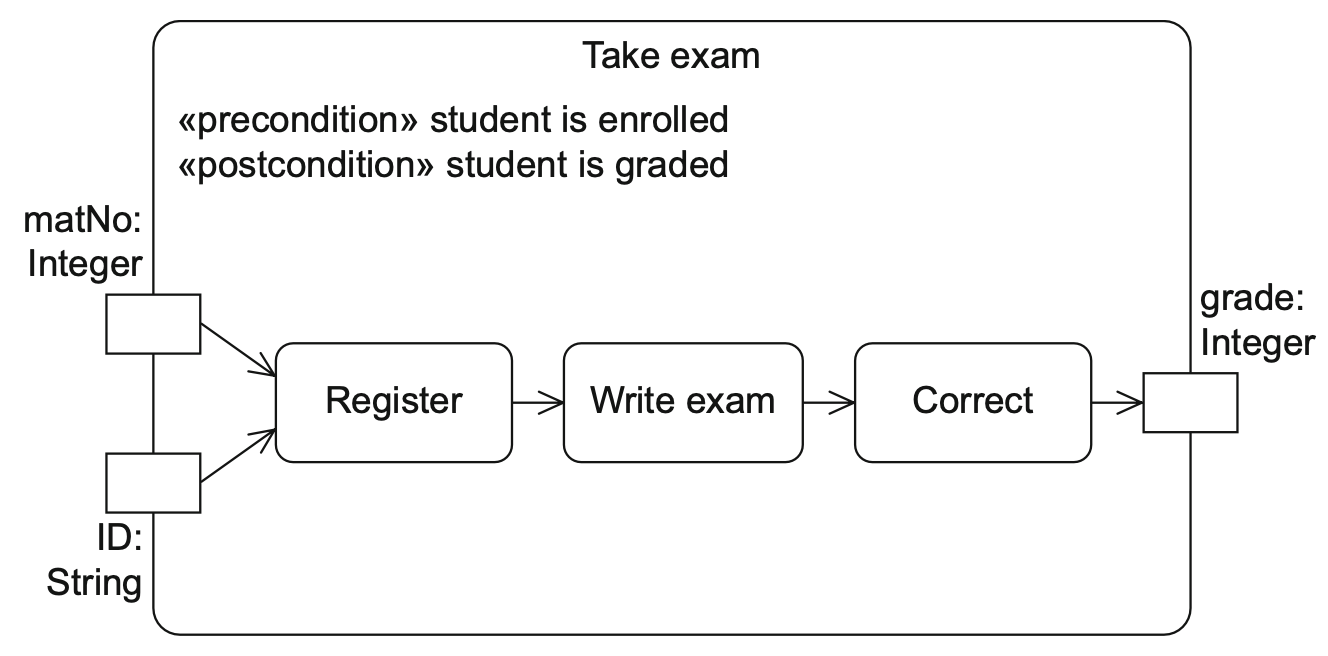 Take exam
«precondition» student is enrolled
«postcondition» student is graded
matNo:
Integer
ID:
String
Register
Write exam
Correct
grade:
Integer